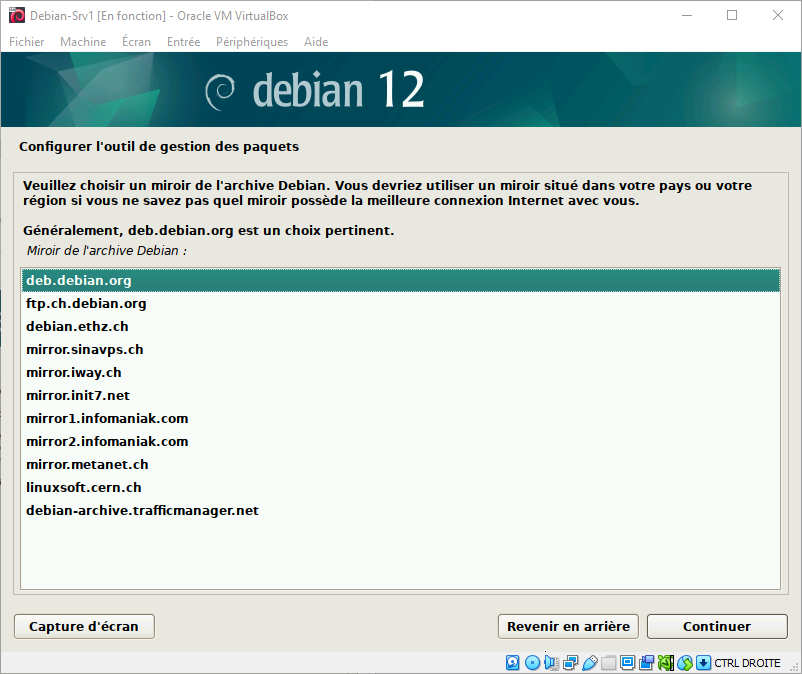 Debian-Srv1 [En fonction] - Oracle VM VirtualBox
Fichier Machine Écran Entrée Périphériques Aide
debian 12
Configurer l'outil de gestion des paquets
Veuillez choisir un miroir de l'archive Debian. Vous devriez utiliser un miroir situé dans votre pays ou votre
région si vous ne savez pas quel miroir possède la meilleure connexion Internet avec vous.
Généralement, deb.debian.org est un choix pertinent.
Miroir de l'archive Debian :
deb.debian.org
ftp.ch.debian.org
debian.ethz.ch
mirror.sinavps.ch
mirror.iway.ch
mirror.init7.net
mirror1.infomaniak.com
mirror2.infomaniak.com
mirror.metanet.ch
linuxsoft.cern.ch
debian-archive.trafficmanager.net
Capture d'écran Revenir en arrière Continuer
CTRL DROITE